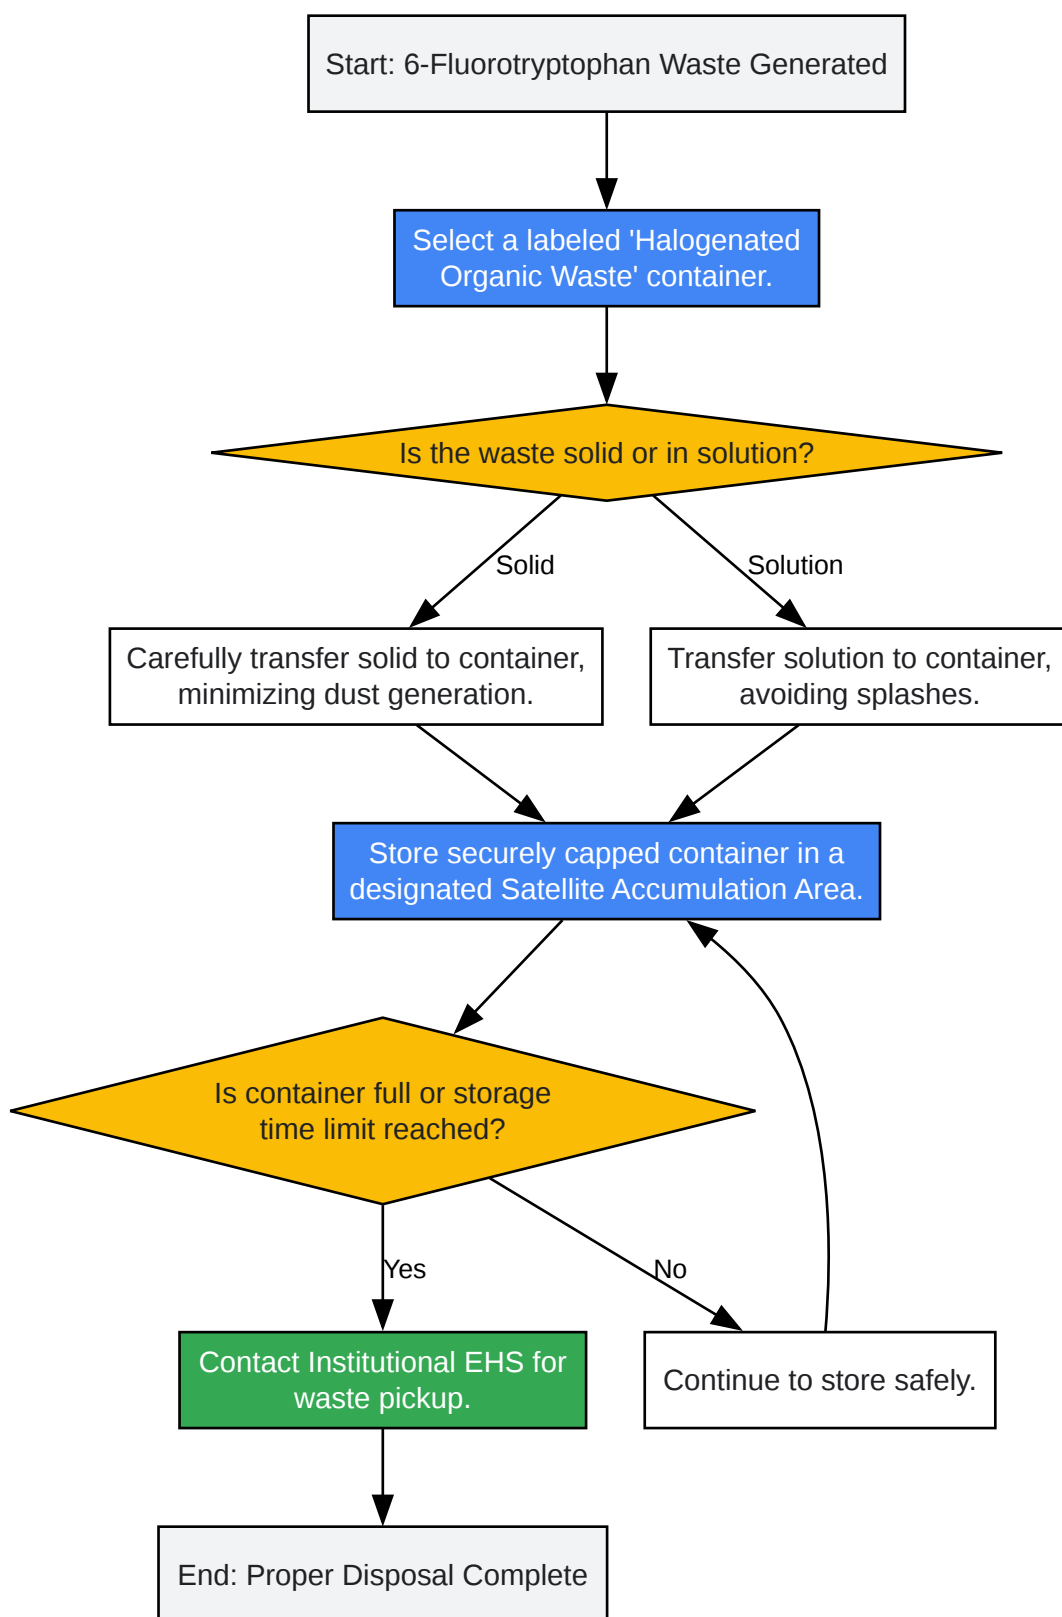 Start: 6-Fluorotryptophan Waste Generated
Select a labeled 'Halogenated
Organic Waste' container.
Is the waste solid or in solution?
Solid
Solution
Carefully transfer solid to container,
minimizing dust generation.
Transfer solution to container,
avoiding splashes.
Store securely capped container in a
designated Satellite Accumulation Area.
Is container full or storage
time limit reached?
Yes
No
Contact Institutional EHS for
waste pickup.
Continue to store safely.
End: Proper Disposal Complete